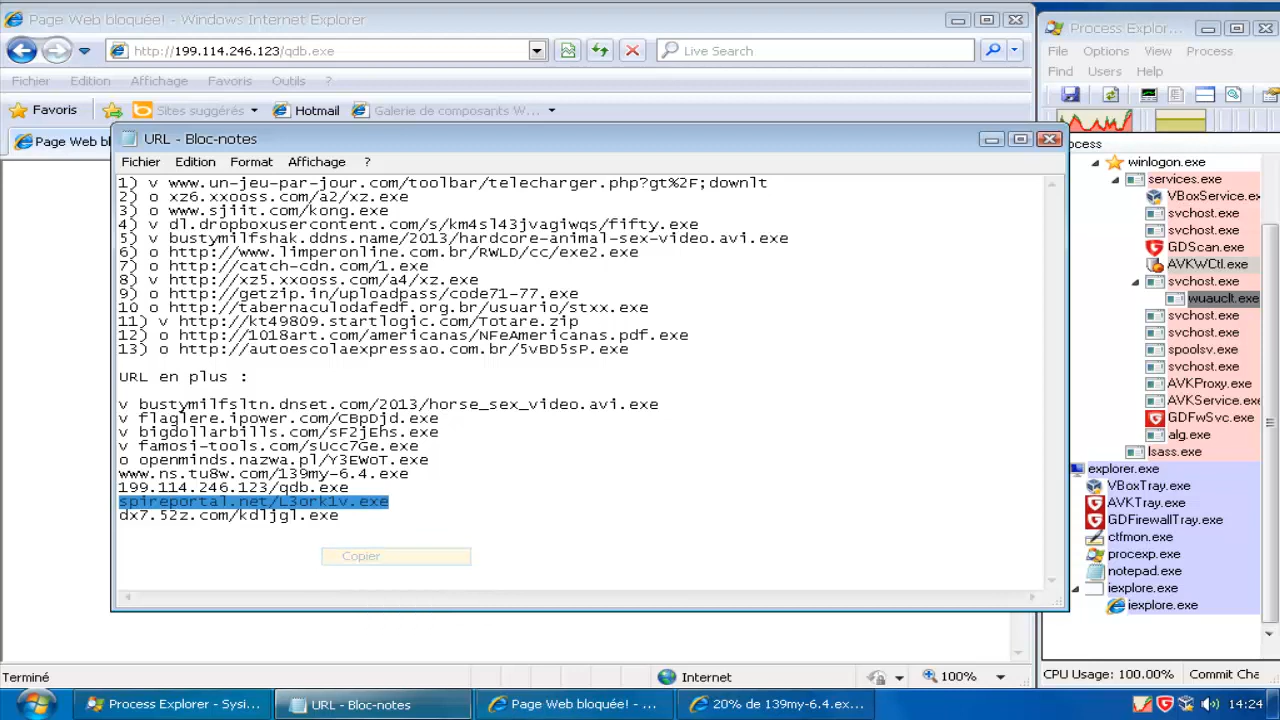 Page Web bloquée! - Windows Internet Explorer
http://199.114.246.123/qdb.exe
Live Search
Fichier Edition Affichage Favoris Outils ?
Favoris
Sites suggérés
Hotmail
Galerie de composants W...
Page Web bl
URL - Bloc-notes
Fichier Edition Format Affichage ?
1) v www.un-jeu-par-jour.com/toolbar/telecharger.php?gt%2F;downlt
2) o xz6.xxooss.com/a2/xz.exe
3) o www.sjiit.com/kong.exe
4) v dl.dropboxusercontent.com/s/km4sl43jvagiwqs/fifty.exe
5) v bustymilfshak.ddns.name/2013/hardcore-animal-sex-video.avi.exe
6) o http://www.limperonline.com.br/RWLD/cc/exe2.exe
7) o http://catch-cdn.com/1.exe
8) v http://xz5.xxooss.com/a4/xz.exe
9) o http://getzip.in/uploadpass/code71-77.exe
10 o http://tabernaculodafedf.org.br/usuario/stxx.exe
11) v http://kt49809.startlogic.com/Totare.zip
12) o http://1018art.com/americanas/NFeAmericanas.pdf.exe
13) o http://autoescolaexpressao.com.br/5vBD5sP.exe
URL en plus :
v bustymilfsltn.dnset.com/2013/horse_sex_video.avi.exe
v flagldre.ipower.com/CBpDjd.exe
v bigdollarbills.com/sF2jEhs.exe
v famosi-tools.com/sUcc7Ge.exe
o openminds.nazwa.pl/Y3EWoT.exe
www.ns.tu8w.com/139my-6.4.exe
199.114.246.123/qdb.exe
spireportal.net/L3ork1v.exe
dx7.52z.com/kdljgl.exe
Copier
Terminé
Internet
100%
Process Explor...
File Options View Process
Find Users Help
ocess
winlogon.exe
services.exe
VBoxService.ex
svchost.exe
svchost.exe
GDScan.exe
AVKWCtl.exe
svchost.exe
wuauclt.exe
svchost.exe
svchost.exe
spoolsv.exe
svchost.exe
AVKProxy.exe
AVKService.exe
GDFwSvc.exe
alg.exe
lsass.exe
explorer.exe
VBoxTray.exe
AVKTray.exe
GDFirewallTray.exe
ctfmon.exe
procexp.exe
notepad.exe
iexplore.exe
iexplore.exe
CPU Usage: 100.00% Commit Cha
Process Explorer - Sysi...
URL - Bloc-notes
Page Web bloquée! - ...
20% de 139my-6.4.ex...
14:24